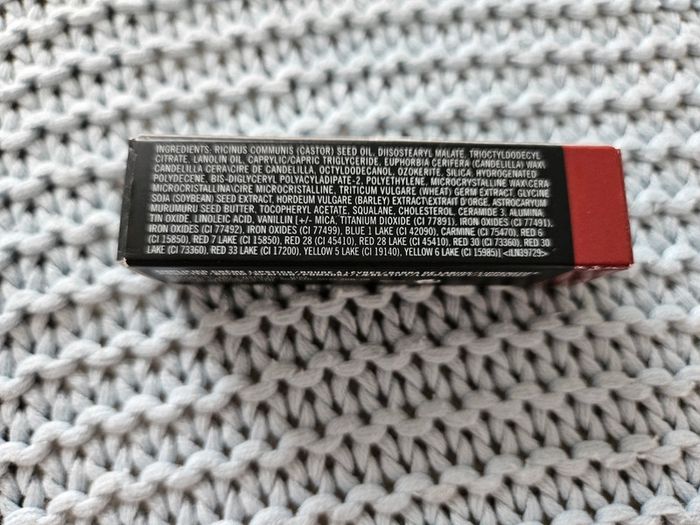 INGREDIENTS: RICINUS COMMUNIS (CASTOR) SEED OIL, DIISOSTEARYL MALATE, TRIOCTYLDODECYL
CITRATE, LANOLIN OIL, CAPRYLIC/CAPRIC TRIGLYCERIDE, EUPHORBIA CERIFERA (CANDELILLA) WAX\
CANDELILLA CERA\CIRE DE CANDELILLA, OCTYLDODECANOL, OZOKERITE, SILICA, HYDROGENATED
POLYDECENE, BIS-DIGLYCERYL POLYACYLADIPATE-2, POLYETHYLENE, MICROCRYSTALLINE WAX\CERA
MICROCRISTALLINA\CIRE MICROCRISTALLINE, TRITICUM VULGARE (WHEAT) GERM EXTRACT, GLYCINE
SOJA (SOYBEAN) SEED EXTRACT, HORDEUM VULGARE (BARLEY) EXTRACT\EXTRAIT D'ORGE, ASTROCARYUM
MURUMURU SEED BUTTER, TOCOPHERYL ACETATE, SQUALANE, CHOLESTEROL, CERAMIDE 3, ALUMINA,
TIN OXIDE, LINOLEIC ACID, VANILLIN [+/- MICA, TITANIUM DIOXIDE (CI 77891), IRON OXIDES (CI 77491),
IRON OXIDES (CI 77492), IRON OXIDES (CI 77499), BLUE 1 LAKE (CI 42090), CARMINE (CI 75470), RED 6
(CI 15850), RED 7 LAKE (CI 15850), RED 28 (CI 45410), RED 28 LAKE (CI 45410), RED 30 (CI 73360), RED 30
LAKE (CI 73360), RED 33 LAKE (CI 17200), YELLOW 5 LAKE (CI 19140), YELLOW 6 LAKE (CI 15985)] <ILN39729>